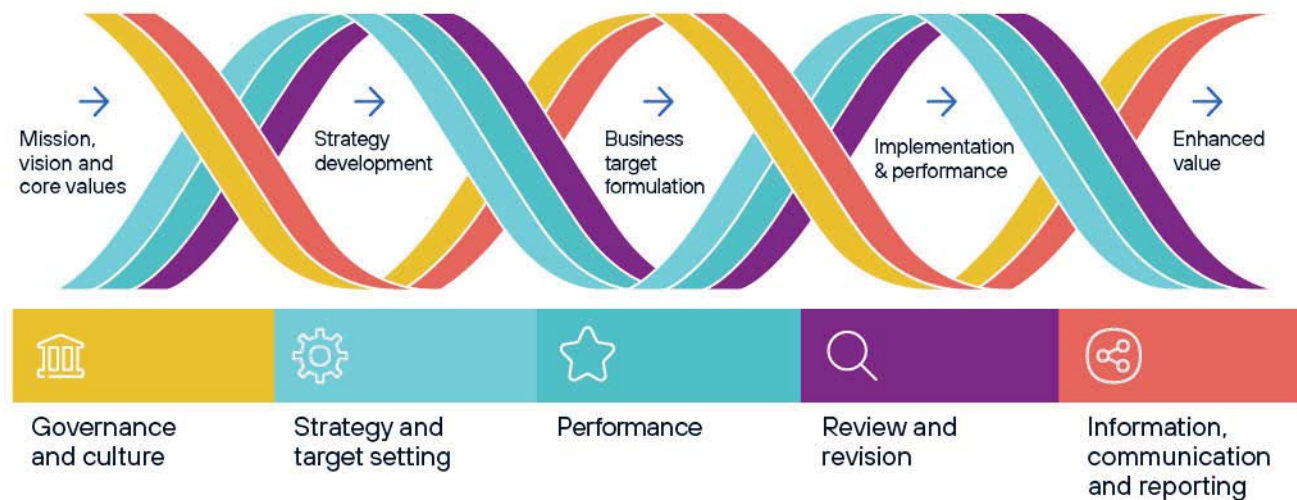 Mission,
vision and
core values
Strategy
development
Business
target
formulation
Implementation
& performance
Enhanced
value
Governance
and culture
Strategy and
target setting
Performance
Review and
revision
Information,
communication
and reporting